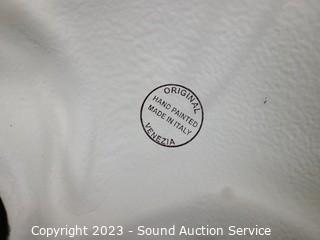 ORIGINAL
HAND PAINTED
MADE IN ITALY
VENEZIA
Copyright 2023 - Sound Auction Service